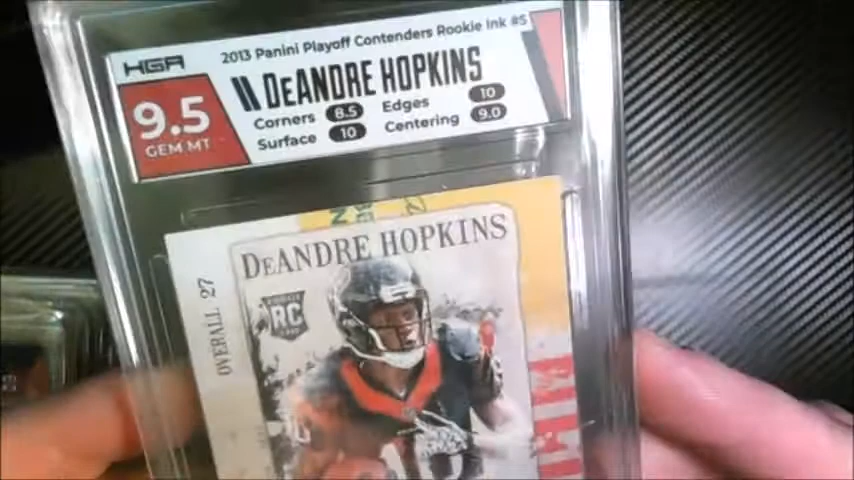 HGA
2013 Panini Playoff Contenders Rookie Ink #5
DeANDRE HOPKINS
9.5
GEM MT
Corners 8.5 Edges 10
Surface 10 Centering 9.0
DeANDRE HOPKINS
OVERALL 27
RC